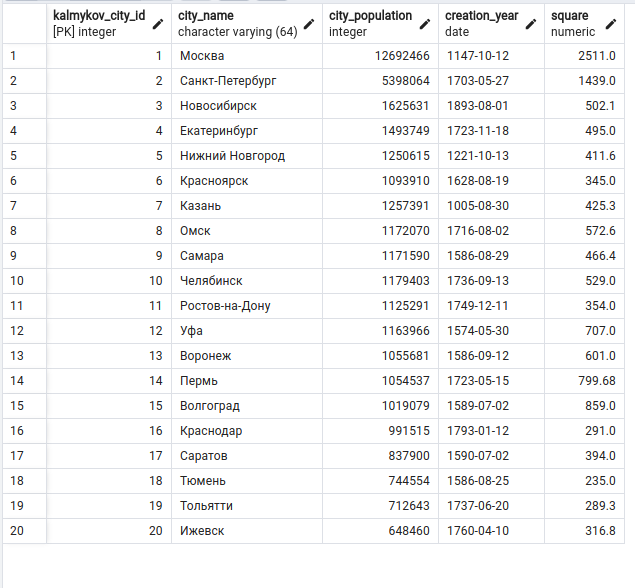 kalmykov_city_id city_name city_population creation_year square
[PK] integer character varying (64) integer date numeric
1 1 Москва 12692466 1147-10-12 2511.0
2 2 Санкт-Петербург 5398064 1703-05-27 1439.0
3 3 Новосибирск 1625631 1893-08-01 502.1
4 4 Екатеринбург 1493749 1723-11-18 495.0
5 5 Нижний Новгород 1250615 1221-10-13 411.6
6 6 Красноярск 1093910 1628-08-19 345.0
7 7 Казань 1257391 1005-08-30 425.3
8 8 Омск 1172070 1716-08-02 572.6
9 9 Самара 1171590 1586-08-29 466.4
10 10 Челябинск 1179403 1736-09-13 529.0
11 11 Ростов-на-Дону 1125291 1749-12-11 354.0
12 12 Уфа 1163966 1574-05-30 707.0
13 13 Воронеж 1055681 1586-09-12 601.0
14 14 Пермь 1054537 1723-05-15 799.68
15 15 Волгоград 1019079 1589-07-02 859.0
16 16 Краснодар 991515 1793-01-12 291.0
17 17 Саратов 837900 1590-07-02 394.0
18 18 Тюмень 744554 1586-08-25 235.0
19 19 Тольятти 712643 1737-06-20 289.3
20 20 Ижевск 648460 1760-04-10 316.8